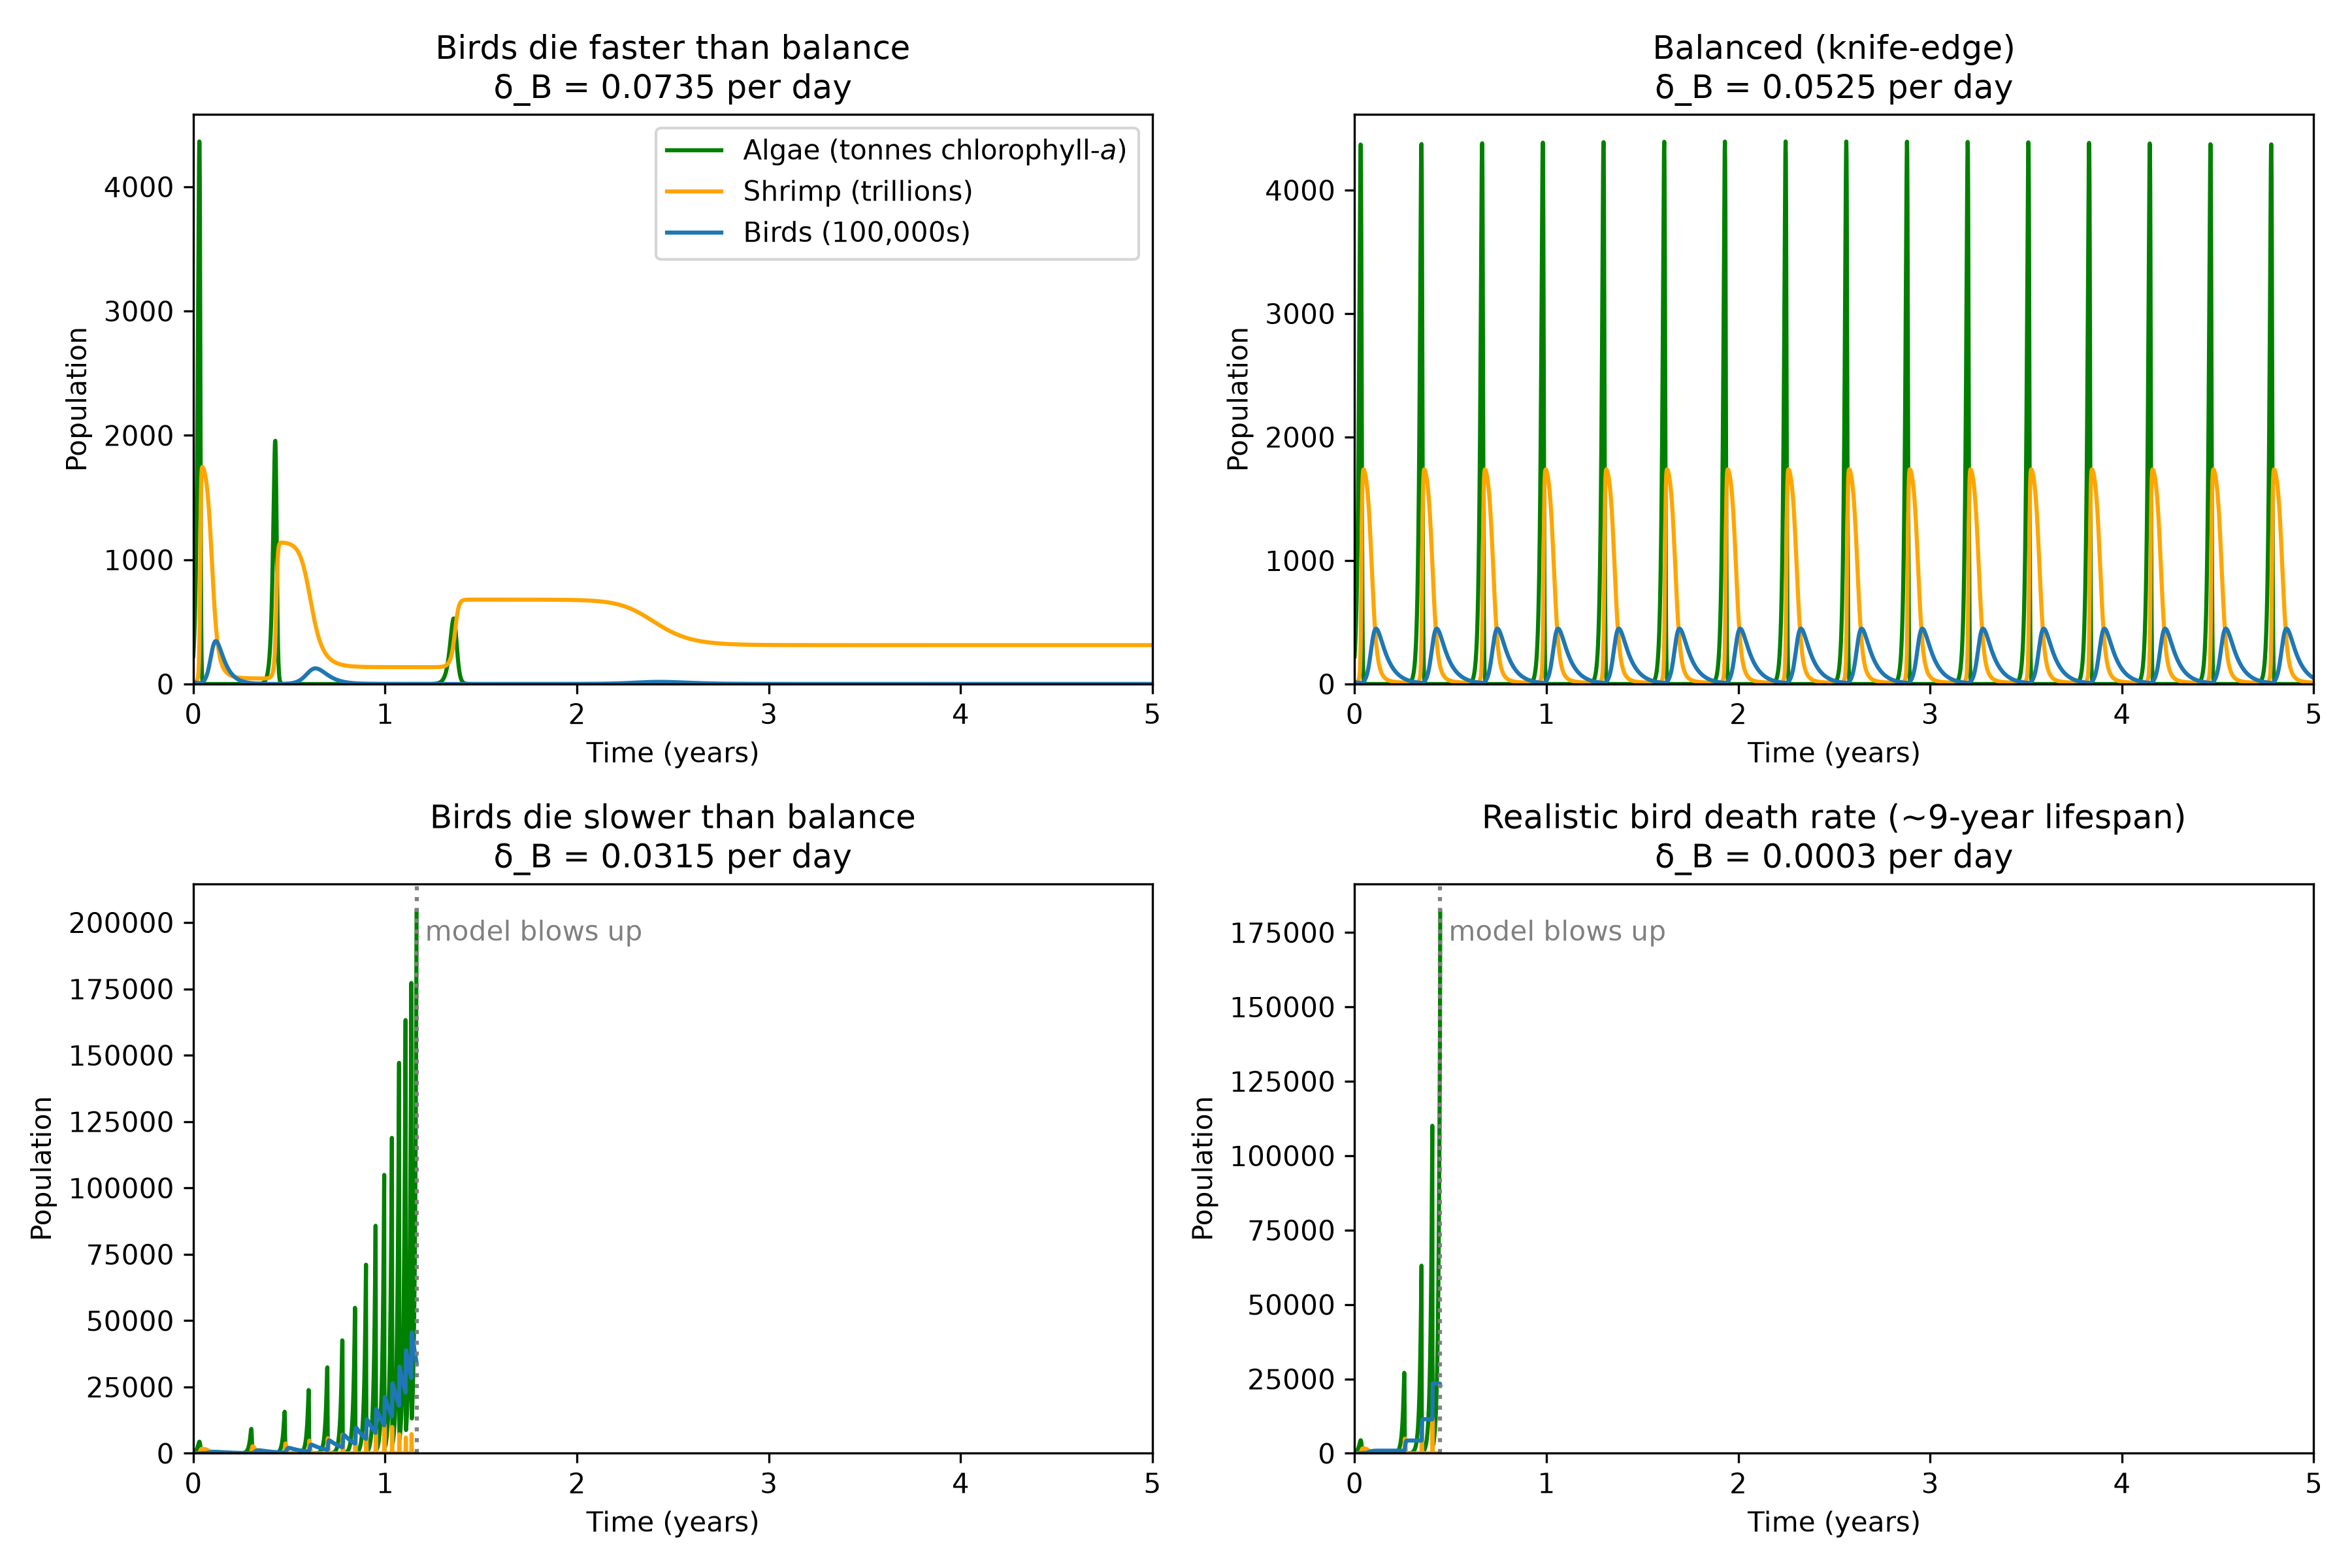 Birds die faster than balance
δ_B = 0.0735 per day
Population
4000
3000
2000
1000
0
Algae (tonnes chlorophyll-a)
Shrimp (trillions)
Birds (100,000s)
0 1 2 3 4 5
Time (years)
Balanced (knife-edge)
δ_B = 0.0525 per day
Population
4000
3000
2000
1000
0
0 1 2 3 4 5
Time (years)
Birds die slower than balance
δ_B = 0.0315 per day
Population
200000
175000
150000
125000
100000
75000
50000
25000
0
model blows up
0 1 2 3 4 5
Time (years)
Realistic bird death rate (~9-year lifespan)
δ_B = 0.0003 per day
Population
175000
150000
125000
100000
75000
50000
25000
0
model blows up
0 1 2 3 4 5
Time (years)